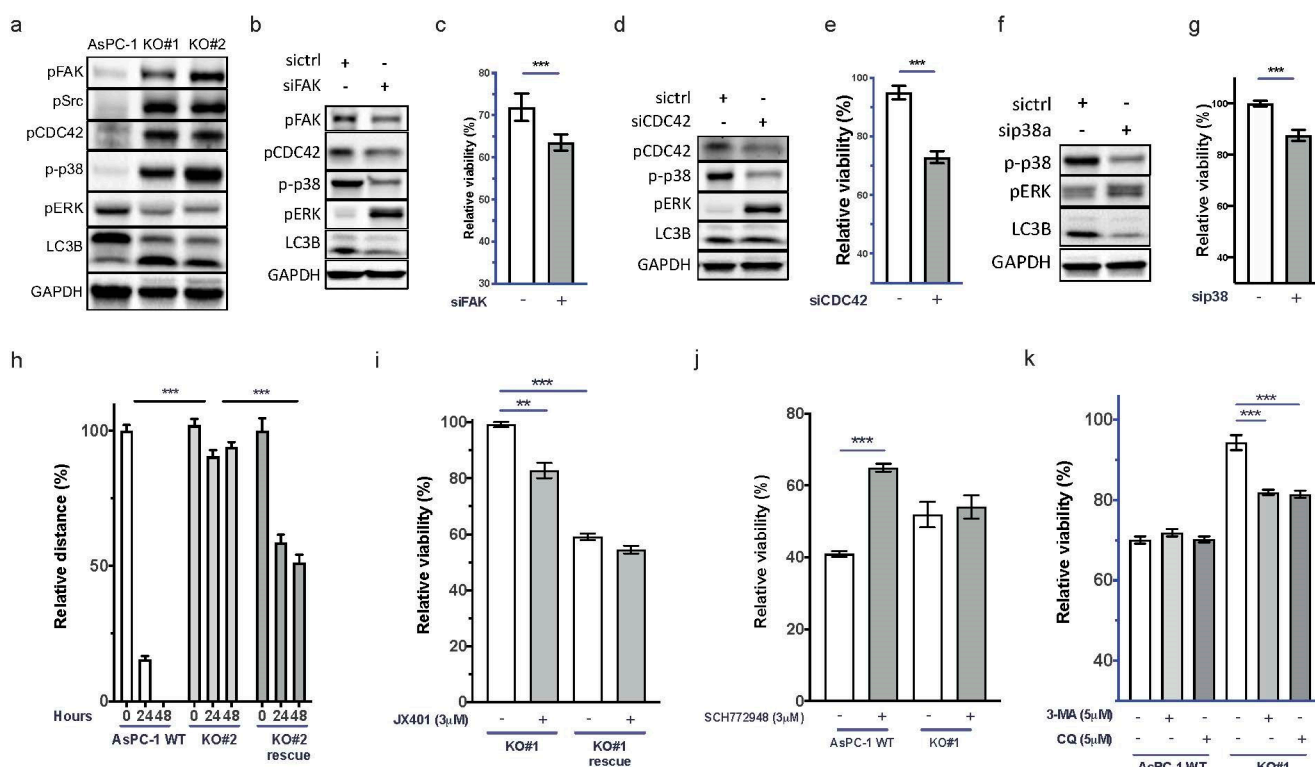 a
AsPC-1 KO#1 KO#2
pFAK
pSrc
pCDC42
p-p38
pERK
LC3B
GAPDH
b
sictrl + -
siFAK - +
pFAK
pCDC42
p-p38
pERK
LC3B
GAPDH
c
Relative viability (%)
80
70
60
50
40
30
***
siFAK - +
d
sictrl + -
siCDC42 - +
pCDC42
p-p38
pERK
LC3B
GAPDH
e
Relative viability (%)
100
80
60
40
***
siCDC42 - +
f
sictrl + -
sip38a - +
p-p38
pERK
LC3B
GAPDH
g
Relative viability (%)
100
80
60
40
***
sip38 - +
h
Relative distance (%)
100
50
0
*** ***
Hours 0 24 48 0 24 48 0 24 48
AsPC-1 WT KO#2 KO#2
rescue
i
Relative viability (%)
100
80
60
40
20
0
***
**
JX401 (3µM) - + - +
KO#1 KO#1
rescue
j
Relative viability (%)
80
60
40
20
0
***
SCH772948 (3µM) - + - +
AsPC-1 WT KO#1
k
Relative viability (%)
100
80
60
40
***
***
3-MA (5µM) - + - - + -
CQ (5µM) - - + - - +
AsPC-1 WT KO#1